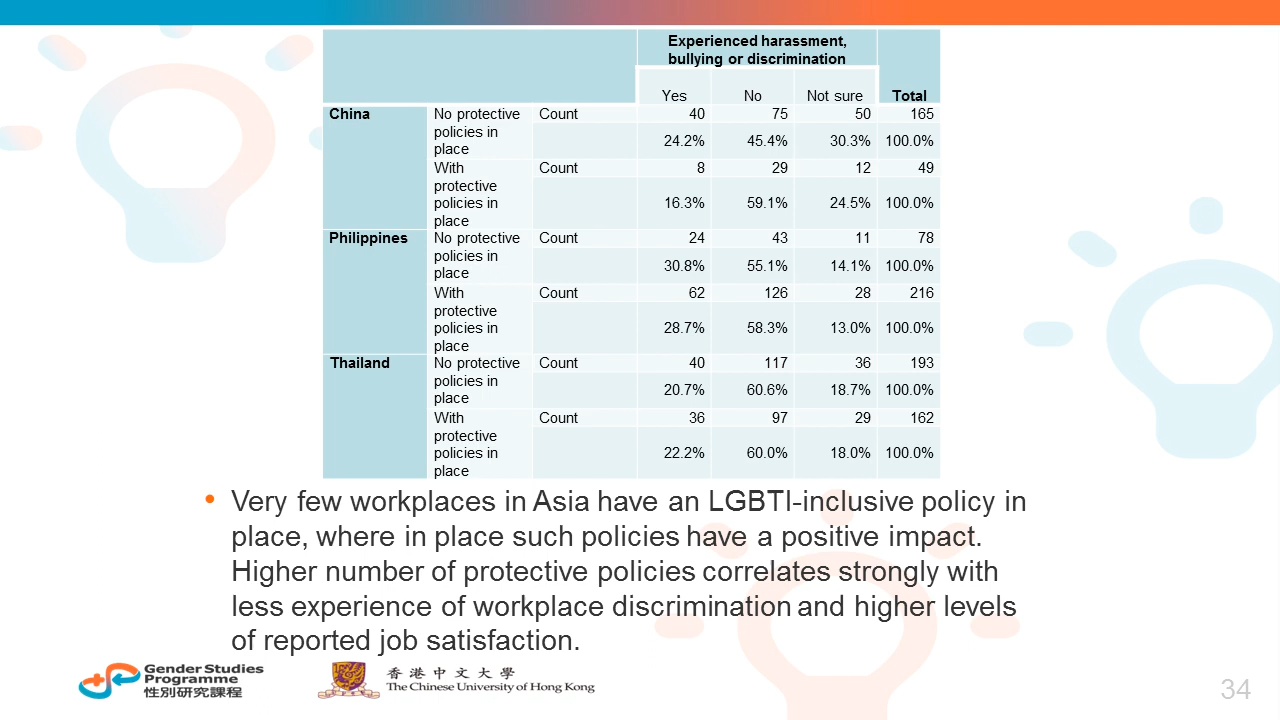 Experienced harassment,
bullying or discrimination
Yes No Not sure Total
China No protective policies in place Count 40 75 50 165
24.2% 45.4% 30.3% 100.0%
With protective policies in place Count 8 29 12 49
16.3% 59.1% 24.5% 100.0%
Philippines No protective policies in place Count 24 43 11 78
30.8% 55.1% 14.1% 100.0%
With protective policies in place Count 62 126 28 216
28.7% 58.3% 13.0% 100.0%
Thailand No protective policies in place Count 40 117 36 193
20.7% 60.6% 18.7% 100.0%
With protective policies in place Count 36 97 29 162
22.2% 60.0% 18.0% 100.0%
• Very few workplaces in Asia have an LGBTI-inclusive policy in
place, where in place such policies have a positive impact.
Higher number of protective policies correlates strongly with
less experience of workplace discrimination and higher levels
of reported job satisfaction.
Gender Studies
Programme
性別研究課程
香港中文大學
The Chinese University of Hong Kong
34